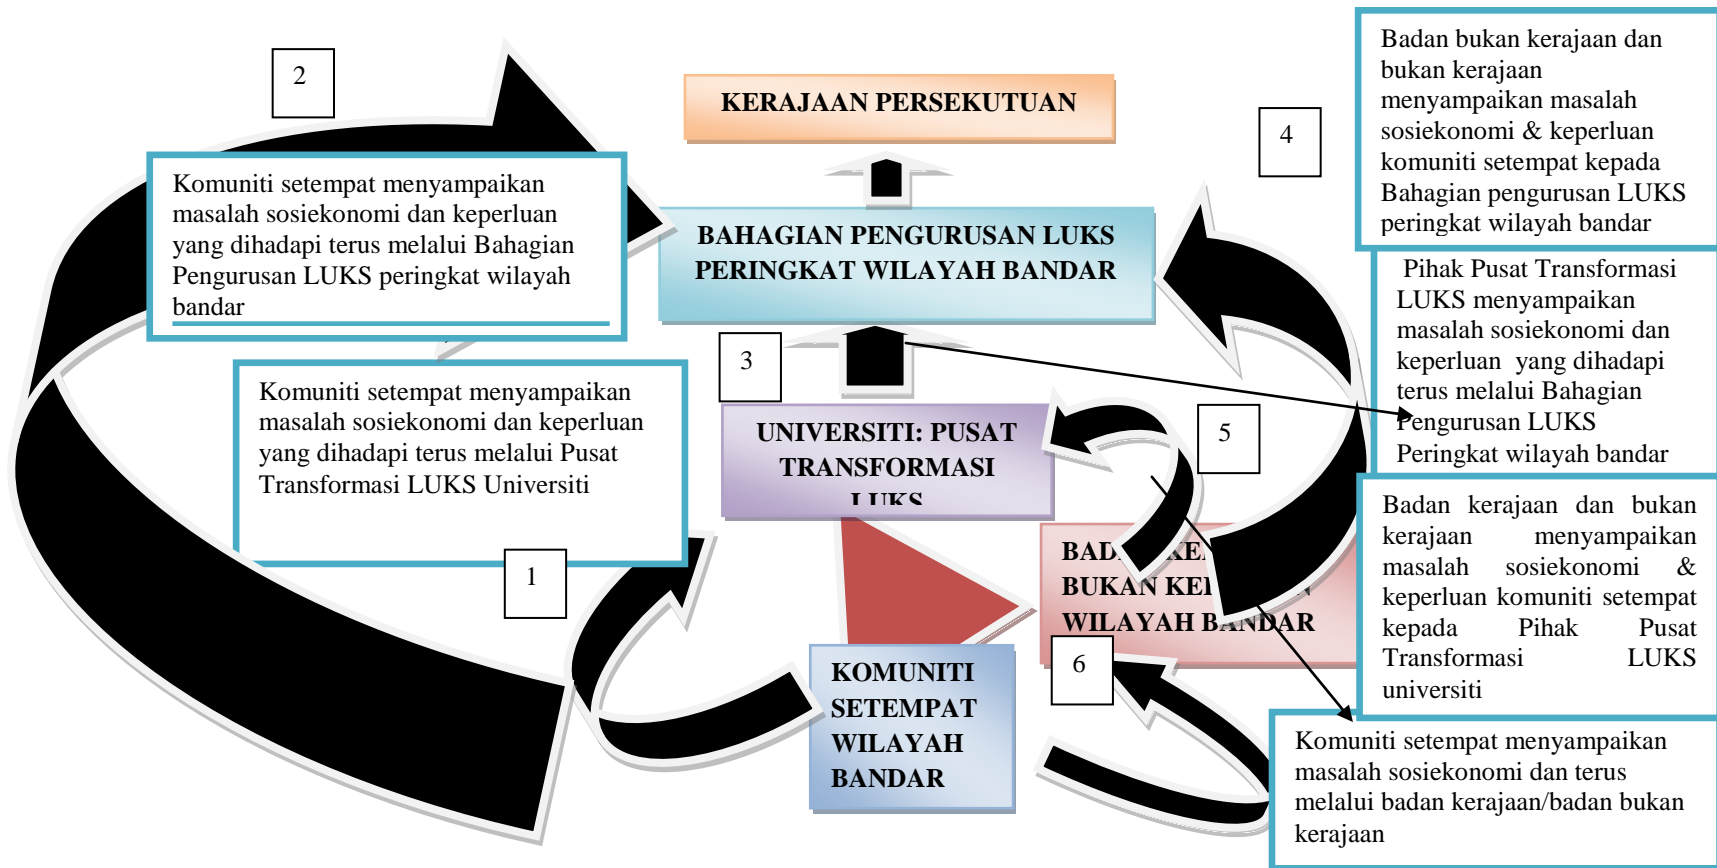 2
KERAJAAN PERSEKUTUAN
4
Badan bukan kerajaan dan
bukan kerajaan
menyampaikan masalah
sosiekonomi & keperluan
komuniti setempat kepada
Bahagian pengurusan LUKS
peringkat wilayah bandar
Komuniti setempat menyampaikan
masalah sosiekonomi dan keperluan
yang dihadapi terus melalui Bahagian
Pengurusan LUKS peringkat wilayah
bandar
BAHAGIAN PENGURUSAN LUKS
PERINGKAT WILAYAH BANDAR
Pihak Pusat Transformasi
LUKS menyampaikan
masalah sosiekonomi dan
keperluan yang dihadapi
terus melalui Bahagian
Pengurusan LUKS
Peringkat wilayah bandar
3
Komuniti setempat menyampaikan
masalah sosiekonomi dan keperluan
yang dihadapi terus melalui Pusat
Transformasi LUKS Universiti
UNIVERSITI: PUSAT
TRANSFORMASI
LUKS
5
Badan kerajaan dan bukan
kerajaan menyampaikan
masalah sosiekonomi &
keperluan komuniti setempat
kepada Pihak Pusat
Transformasi LUKS
universiti
1
BUKAN
WILAYAH BANDAR
6
KOMUNITI
SETEMPAT
WILAYAH
BANDAR
Komuniti setempat menyampaikan
masalah sosiekonomi dan terus
melalui badan kerajaan/badan bukan
kerajaan